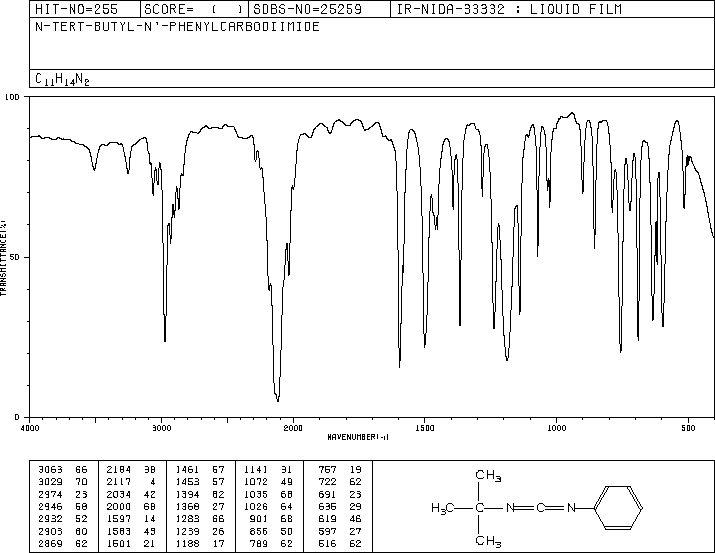 HIT-NO=255 SCORE= ( ) SDBS-NO=25259 IR-NIDA-33332 : LIQUID FILM
N-TERT-BUTYL-N'-PHENYLCARBODIIMIDE
C11H14N2
100
50
0
TRANSMITTANCE(%)
4000 3000 2000 1500 1000 500
WAVENUMBER(-1)
3063 66 2184 38 1461 57 1141 31 757 19
3029 70 2117 4 1453 57 1072 49 722 62
2974 23 2034 42 1394 62 1035 68 691 23
2946 58 2000 68 1368 27 1026 64 635 29
2932 52 1597 14 1283 66 901 68 619 46
2903 60 1583 49 1239 26 856 50 597 27
2869 62 1501 21 1188 17 789 62 516 62
CH3
H3C C N C N
CH3